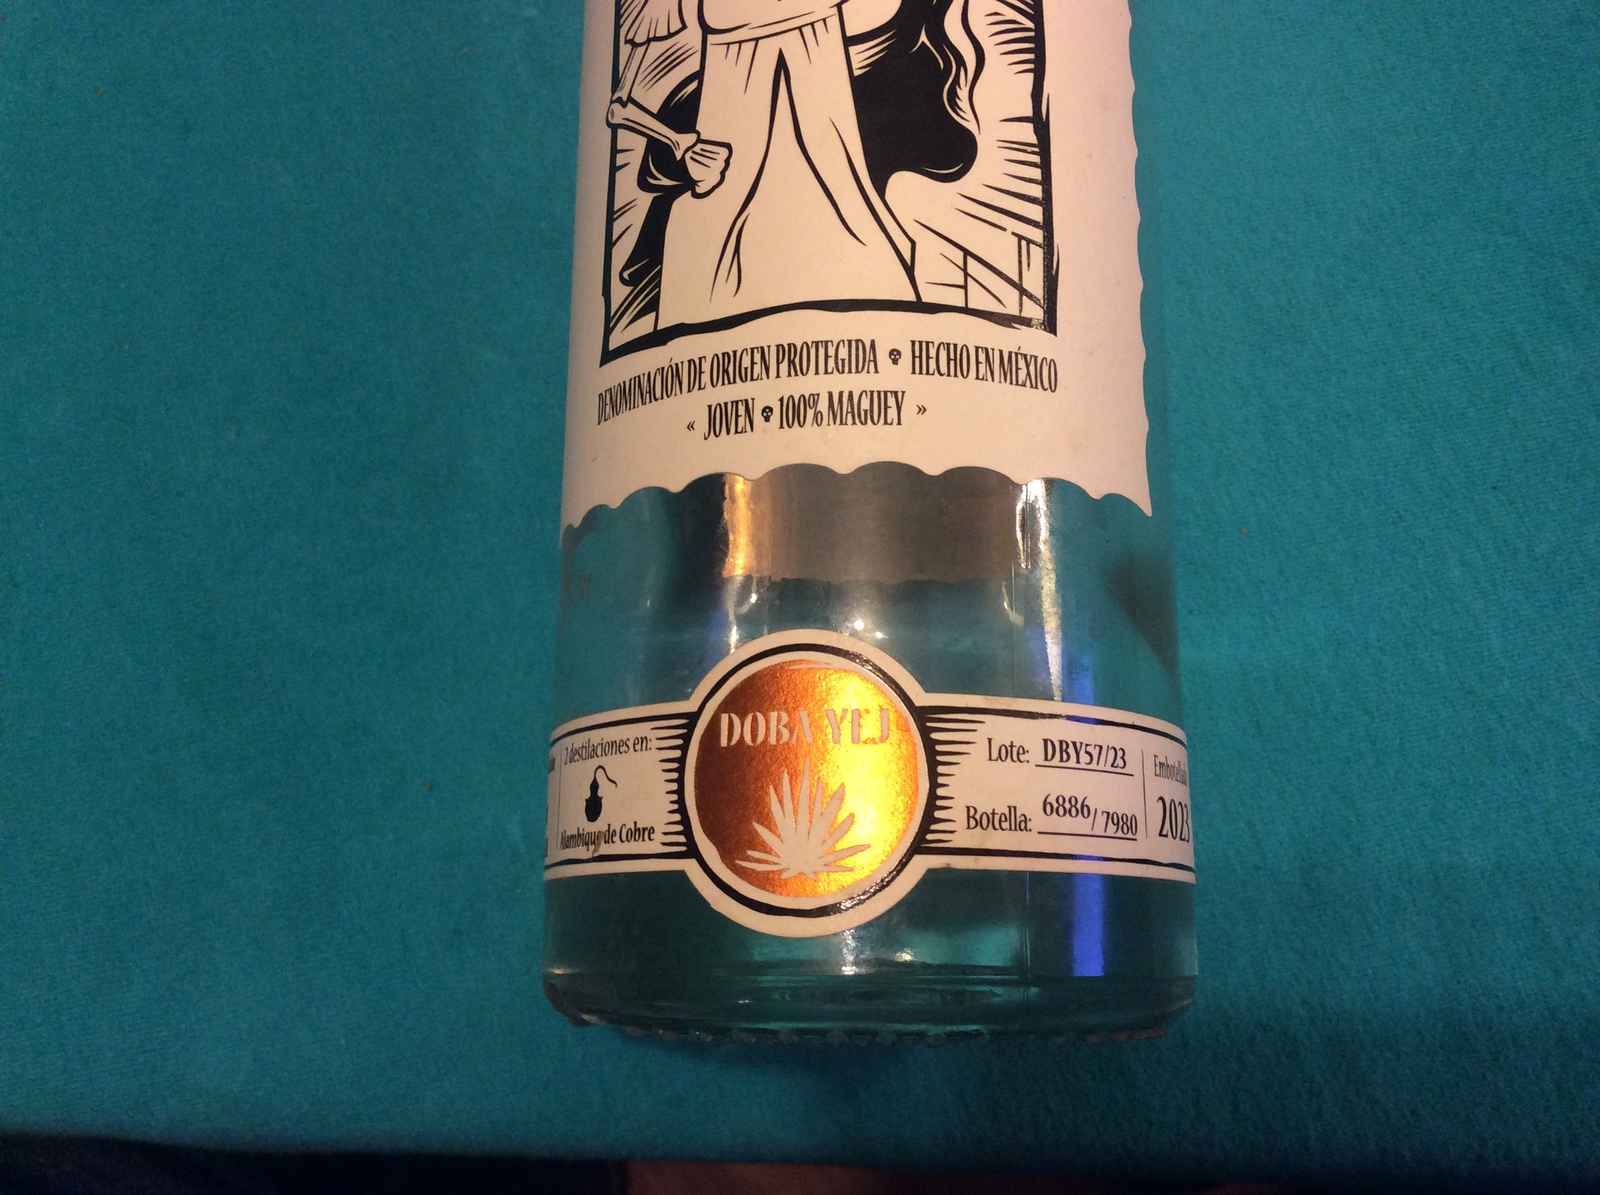 DENOMINACIÓN DE ORIGEN PROTEGIDA HECHO EN MÉXICO
« JOVEN 100% MAGUEY »
2 destilaciones en:
Alambique de Cobre
DOBA YEJ
Lote: DBY57/23
Botella: 6886/7980
2023